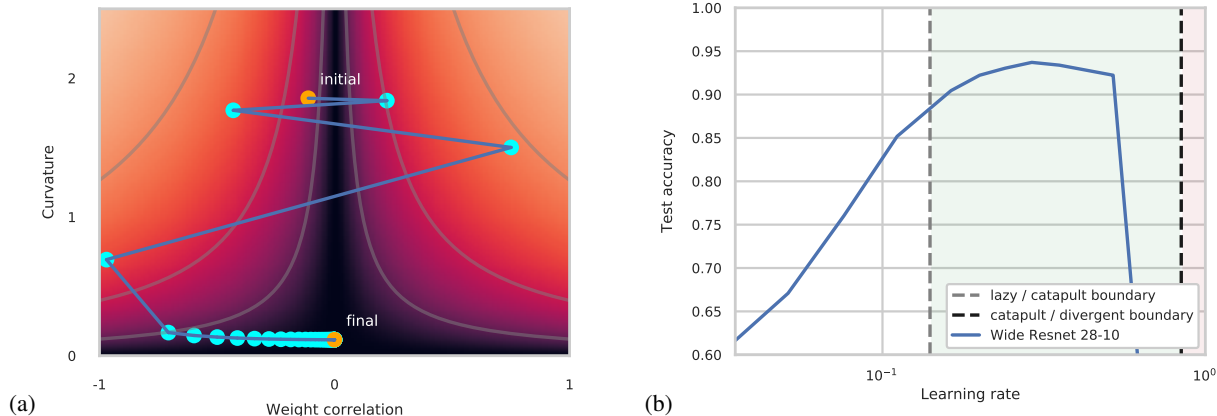 2
1
0
Curvature
initial
final
-1
0
1
Weight correlation
(a)
1.00
0.95
0.90
0.85
0.80
0.75
0.70
0.65
0.60
Test accuracy
lazy / catapult boundary
catapult / divergent boundary
Wide Resnet 28-10
10⁻¹
10⁰
Learning rate
(b)